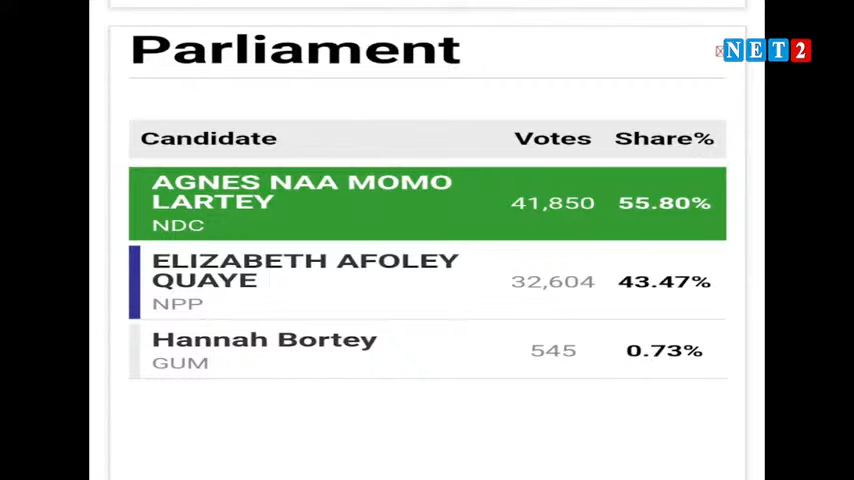 NET2
Parliament
Candidate Votes Share%
AGNES NAA MOMO
LARTEY
41,850 55.80%
NDC
ELIZABETH AFOLEY
QUAYE
32,604 43.47%
NPP
Hannah Bortey
545 0.73%
GUM